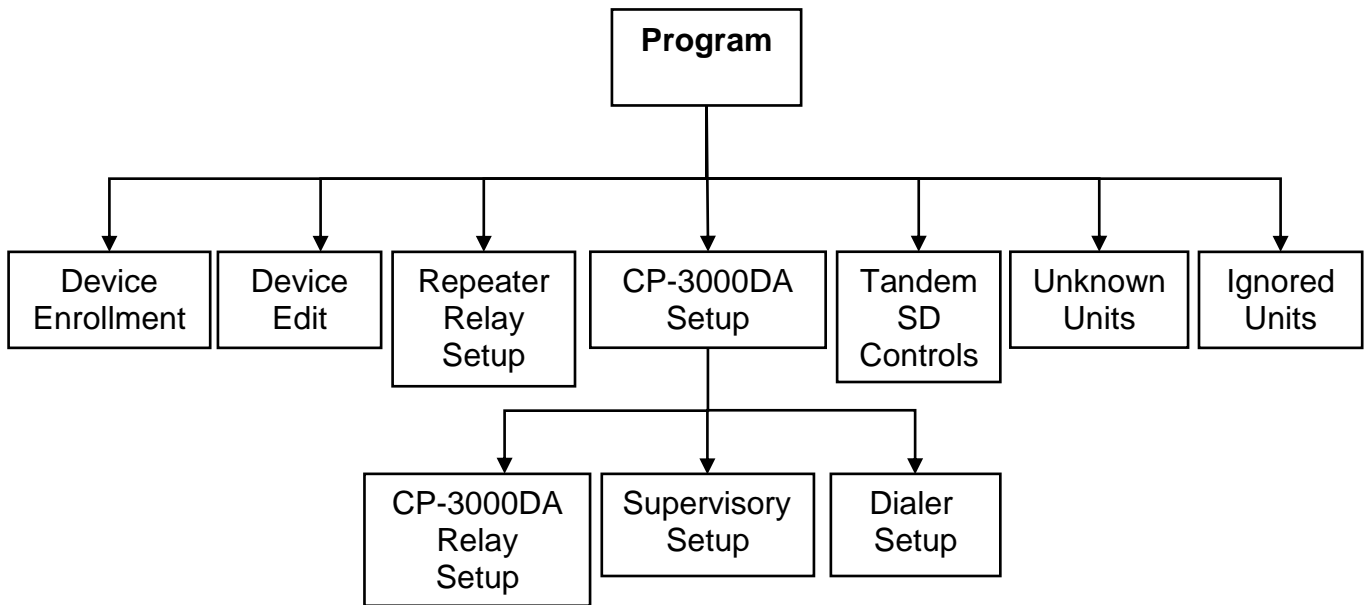 Program
Device
Enrollment
Device
Edit
Repeater
Relay
Setup
CP-3000DA
Setup
Tandem
SD
Controls
Unknown
Units
Ignored
Units
CP-3000DA
Relay
Setup
Supervisory
Setup
Dialer
Setup